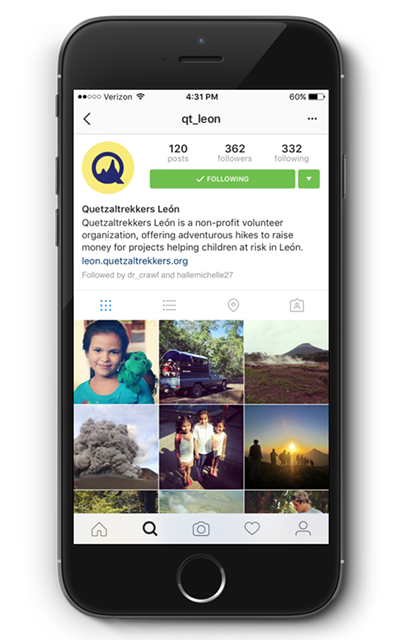 Verizon 4:31 PM 60%
qt_leon
120 362 332
posts followers following
FOLLOWING
Quetzaltrekkers León
Quetzaltrekkers León is a non-profit volunteer
organization, offering adventurous hikes to raise
money for projects helping children at risk in León.
leon.quetzaltrekkers.org
Followed by dr_crawf and hallemichelle27